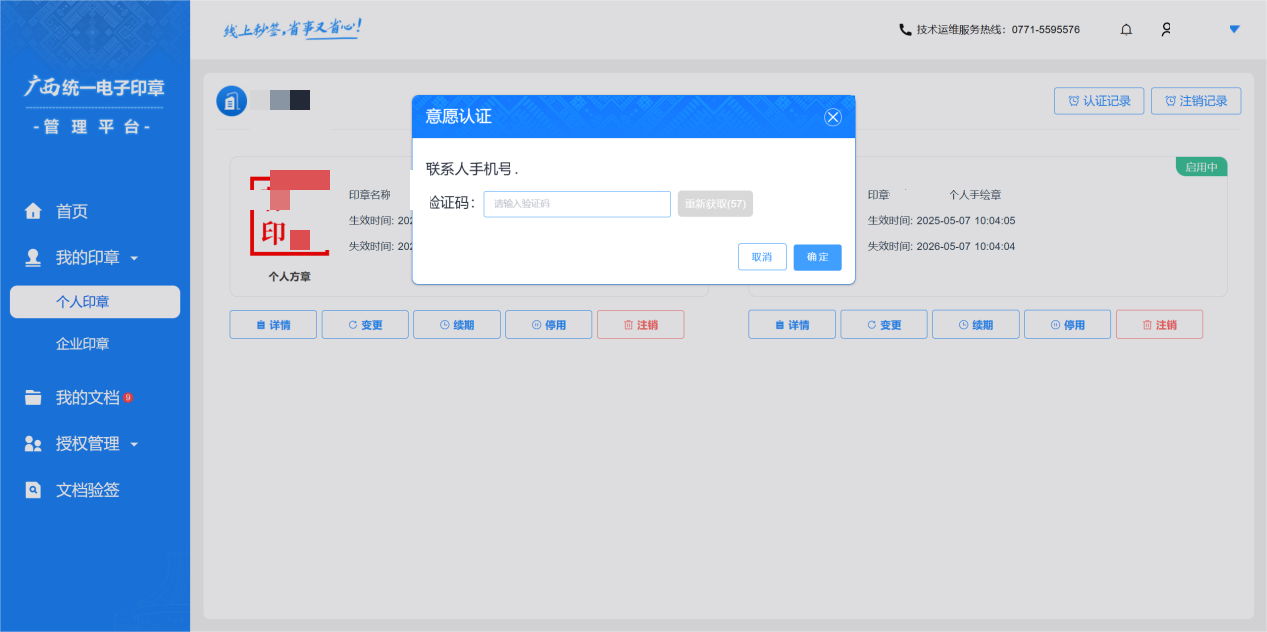 线上秒签,省事又省心!
技术运维服务热线：0771-5595576
广西统一电子印章
-管 理 平 台-
首页
我的印章
个人印章
企业印章
我的文档 9
授权管理
文档验签
认证记录
注销记录
意愿认证
联系人手机号
验证码：
请输入验证码
重新获取(57)
取消
确定
印
个人方章
印章名称
生效时间: 202
失效时间: 202
启用中
印章
个人手绘章
生效时间: 2025-05-07 10:04:05
失效时间: 2026-05-07 10:04:04
详情
变更
续期
停用
注销
详情
变更
续期
停用
注销